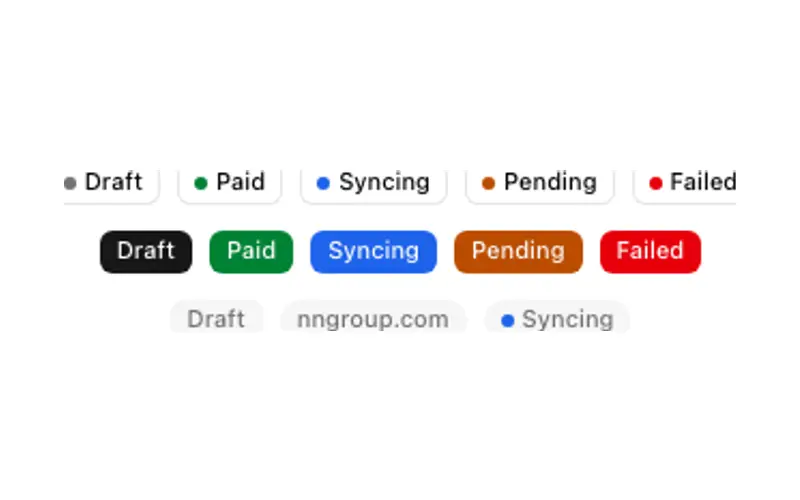 Draft Paid Syncing Pending Failed
Draft Paid Syncing Pending Failed
Draft nngroup.com Syncing